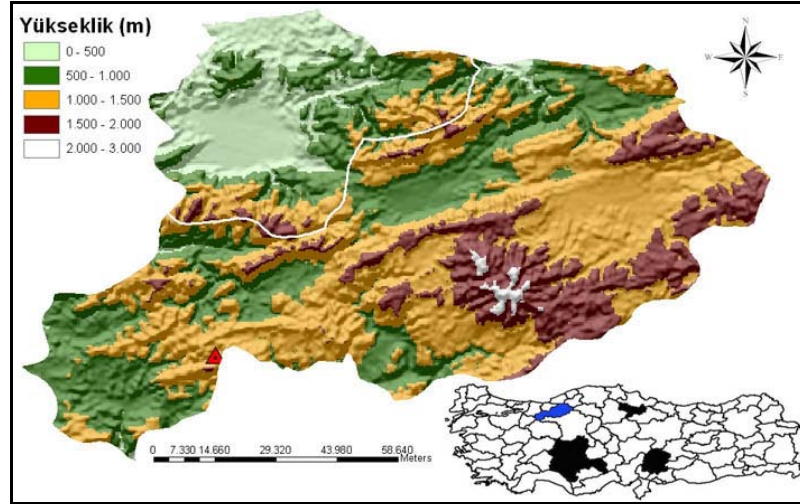 Yükseklik (m)
0 - 500
500 - 1.000
1.000 - 1.500
1.500 - 2.000
2.000 - 3.000
N
W
E
S
0 7.330 14.660 29.320 43.980 58.640
Meters